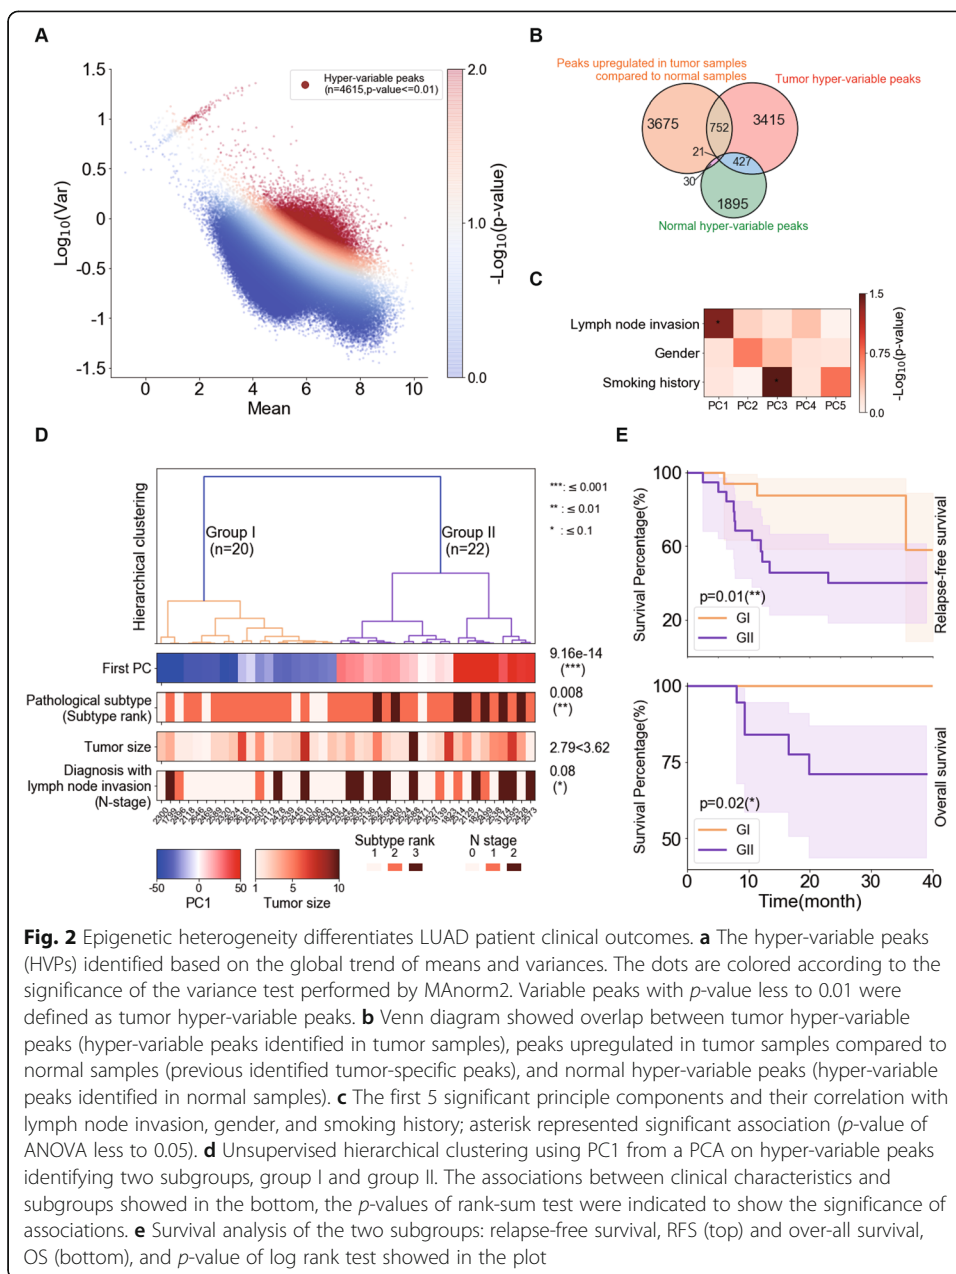 A
1.5
1.0
0.5
0
-0.5
-1
-1.5
Log10(Var)
0
2
4
6
8
10
Mean
Hyper-variable peaks
(n=4615,p-value<=0.01)
2.0
1.0
0.0
-Log10(p-value)
B
Peaks upregulated in tumor samples
compared to normal samples
Tumor hyper-variable peaks
3675
752
3415
21
427
30
1895
Normal hyper-variable peaks
C
Lymph node invasion
Gender
Smoking history
*
*
PC1
PC2
PC3
PC4
PC5
1.5
0.75
0.0
-Log10(p-value)
D
Hierarchical clustering
Group I
(n=20)
Group II
(n=22)
***: ≤ 0.001
** : ≤ 0.01
* : ≤ 0.1
First PC
9.16e-14
(***)
Pathological subtype
(Subtype rank)
0.008
(**)
Tumor size
2.79<3.62
Diagnosis with
lymph node invasion
(N-stage)
0.08
(*)
-50
0
50
PC1
1
5
10
Tumor size
Subtype rank
1 2 3
N stage
0 1 2
E
100
60
20
Survival Percentage(%)
p=0.01(**)
GI
GII
Relapse-free survival
100
75
50
Survival Percentage(%)
p=0.02(*)
GI
GII
Overall survival
0
10
20
30
40
Time(month)
Fig. 2 Epigenetic heterogeneity differentiates LUAD patient clinical outcomes. a The hyper-variable peaks
(HVPs) identified based on the global trend of means and variances. The dots are colored according to the
significance of the variance test performed by MAnorm2. Variable peaks with p-value less to 0.01 were
defined as tumor hyper-variable peaks. b Venn diagram showed overlap between tumor hyper-variable
peaks (hyper-variable peaks identified in tumor samples), peaks upregulated in tumor samples compared to
normal samples (previous identified tumor-specific peaks), and normal hyper-variable peaks (hyper-variable
peaks identified in normal samples). c The first 5 significant principle components and their correlation with
lymph node invasion, gender, and smoking history; asterisk represented significant association (p-value of
ANOVA less to 0.05). d Unsupervised hierarchical clustering using PC1 from a PCA on hyper-variable peaks
identifying two subgroups, group I and group II. The associations between clinical characteristics and
subgroups showed in the bottom, the p-values of rank-sum test were indicated to show the significance of
associations. e Survival analysis of the two subgroups: relapse-free survival, RFS (top) and over-all survival,
OS (bottom), and p-value of log rank test showed in the plot